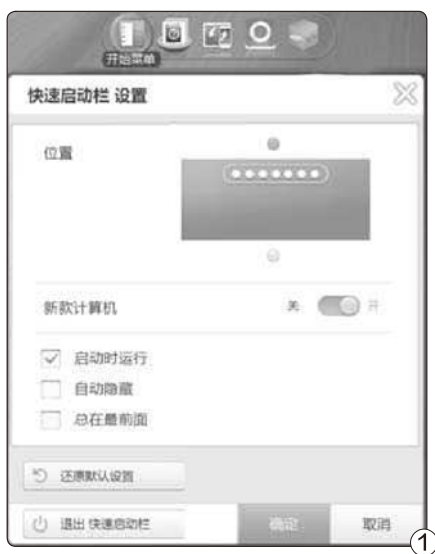 开始菜单
快速启动栏 设置
位置
新款计算机 关 开
启动时运行
自动隐藏
总在最前面
还原默认设置
退出 快速启动栏 确定 取消
1